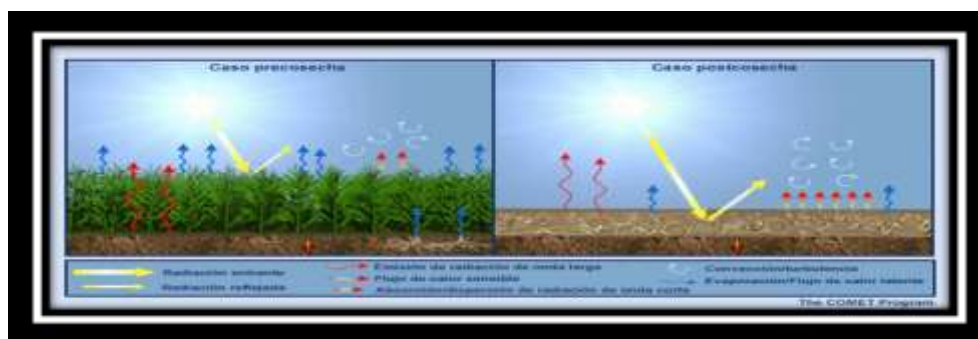 Caso precosecha
Caso postcosecha
Radiación entrante
Radiación reflejada
Emisión de radiación de onda larga
Flujo de calor sensible
Absorción/dispersión de radiación de onda corta
Convección/turbulencia
Evaporación/Flujo de calor latente
The COMET Program